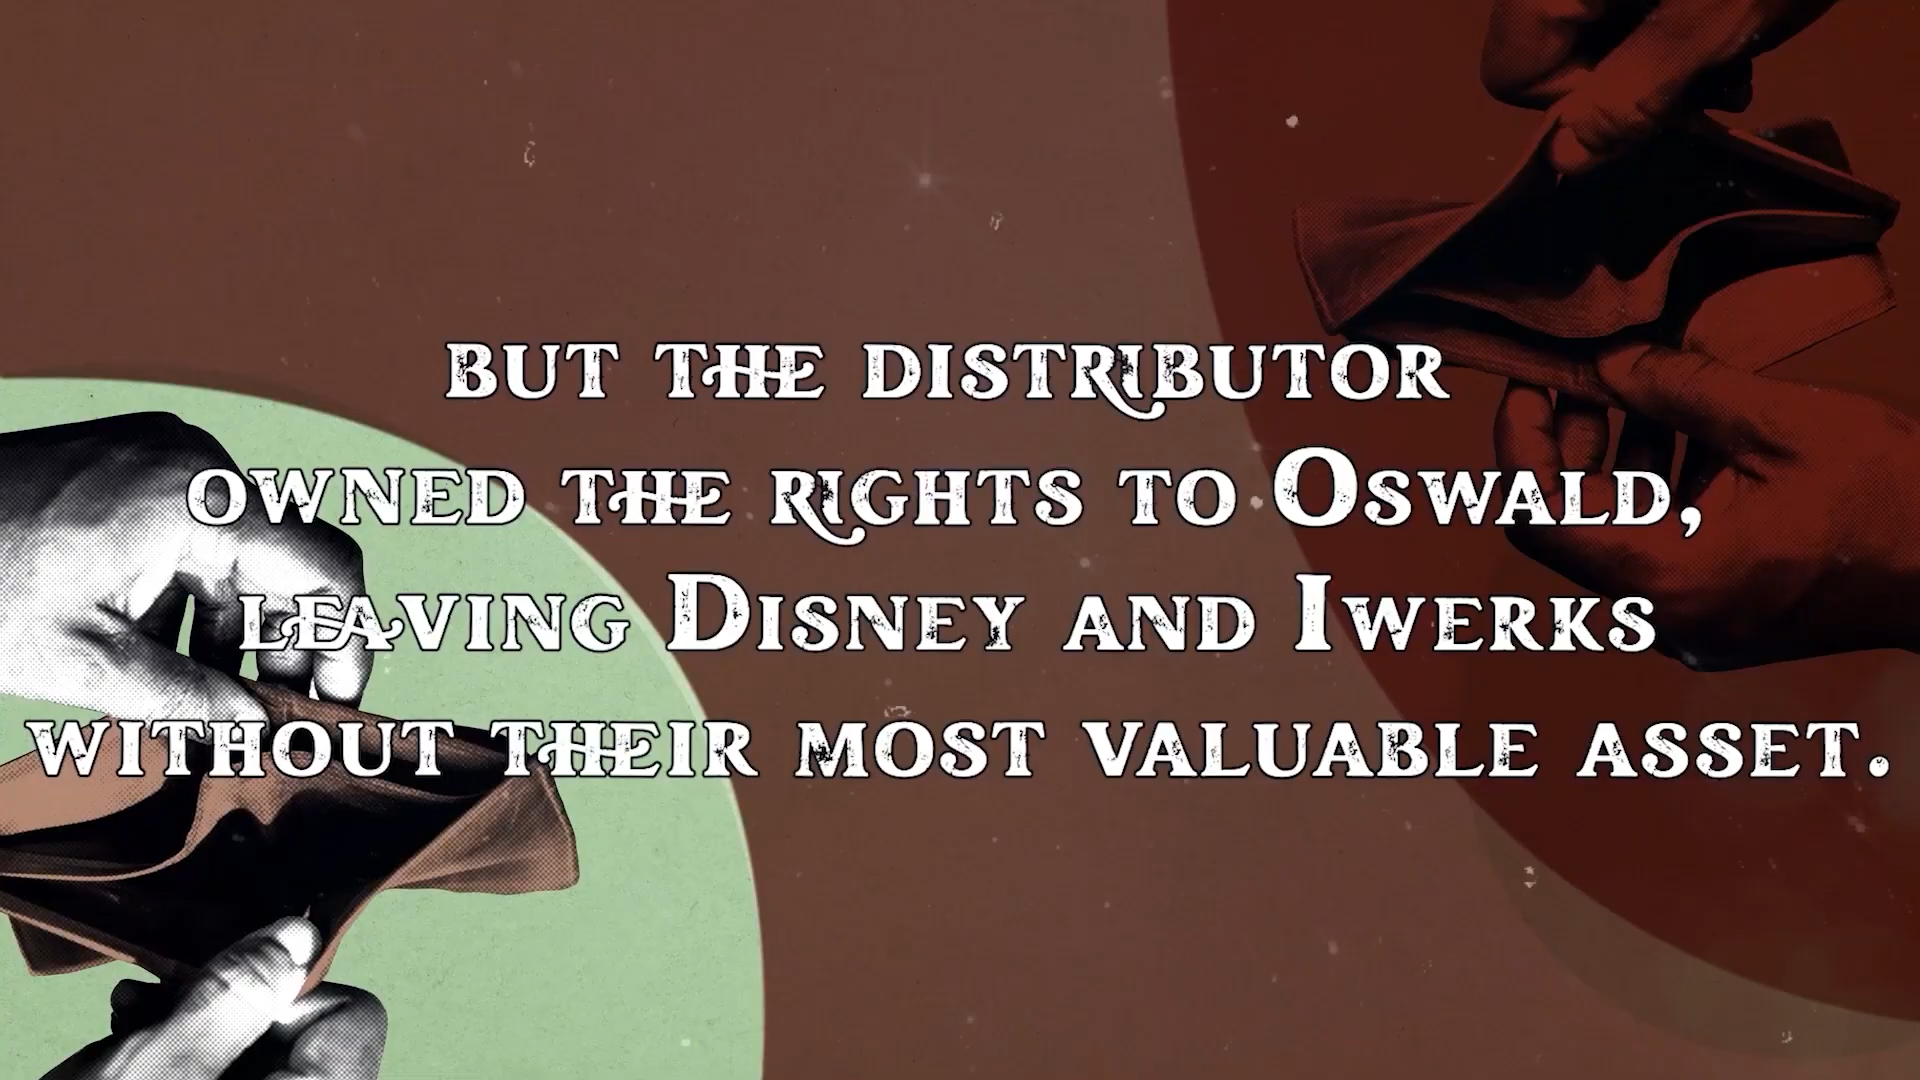 but the distributor
owned the rights to Oswald,
leaving Disney and Iwerks
without their most valuable asset.